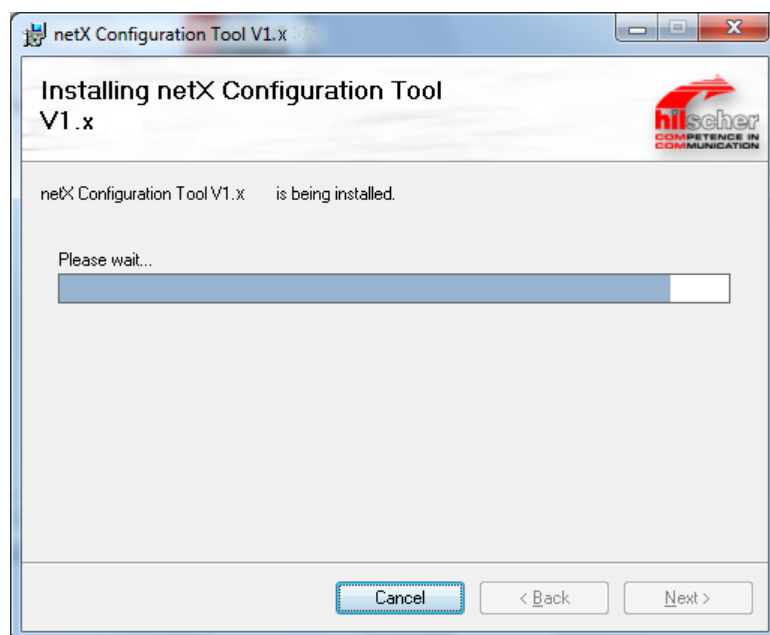 netX Configuration Tool V1.x
Installing netX Configuration Tool
V1.x
hilscher
COMPETENCE IN
COMMUNICATION
netX Configuration Tool V1.x is being installed.
Please wait...
Cancel
< Back
Next >